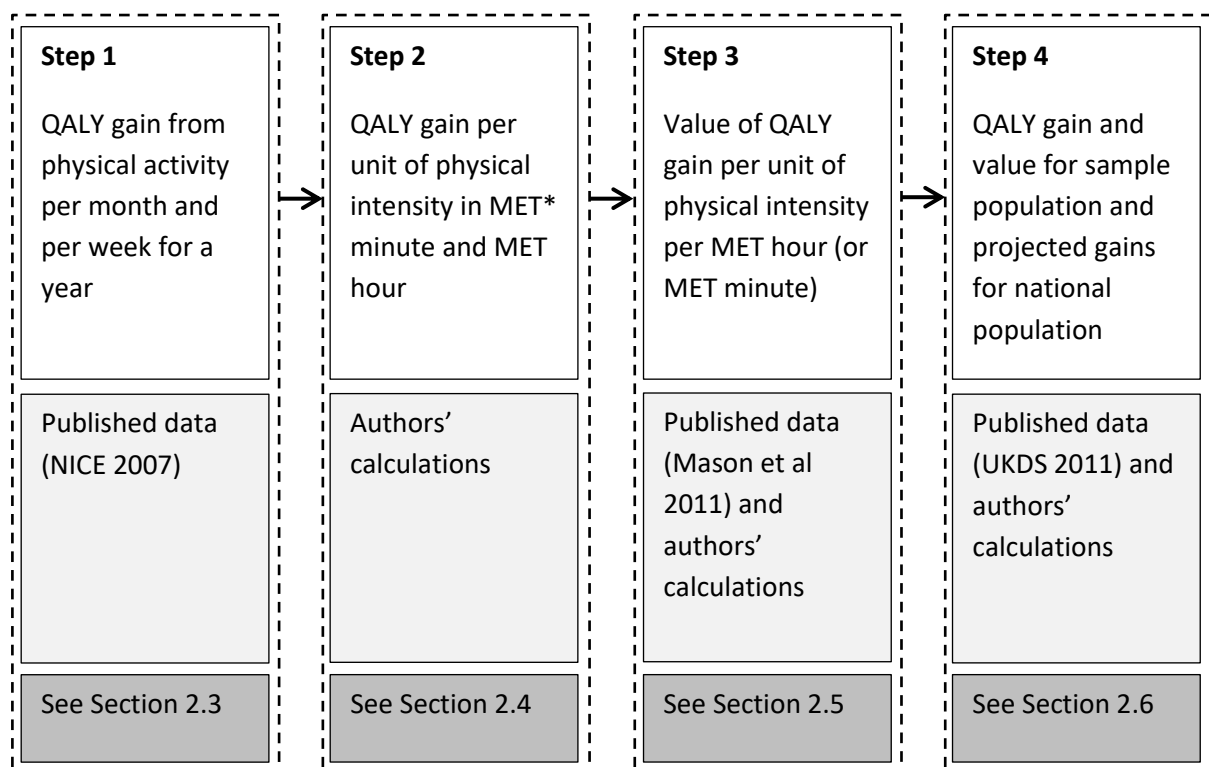 Step 1
QALY gain from
physical activity
per month and
per week for a
year
Published data
(NICE 2007)
See Section 2.3
Step 2
QALY gain per
unit of physical
intensity in MET*
minute and MET
hour
Authors’
calculations
See Section 2.4
Step 3
Value of QALY
gain per unit of
physical intensity
per MET hour (or
MET minute)
Published data
(Mason et al
2011) and
authors’
calculations
See Section 2.5
Step 4
QALY gain and
value for sample
population and
projected gains
for national
population
Published data
(UKDS 2011) and
authors’
calculations
See Section 2.6